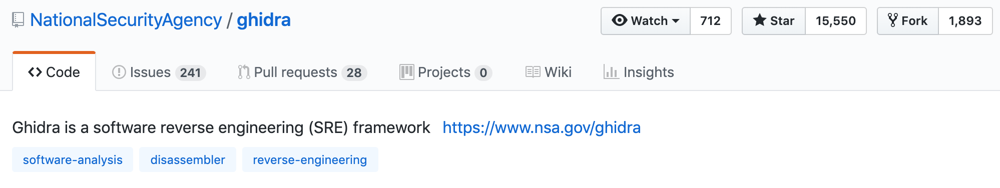 NationalSecurityAgency / ghidra
Watch 712 Star 15,550 Fork 1,893
Code Issues 241 Pull requests 28 Projects 0 Wiki Insights
Ghidra is a software reverse engineering (SRE) framework https://www.nsa.gov/ghidra
software-analysis disassembler reverse-engineering